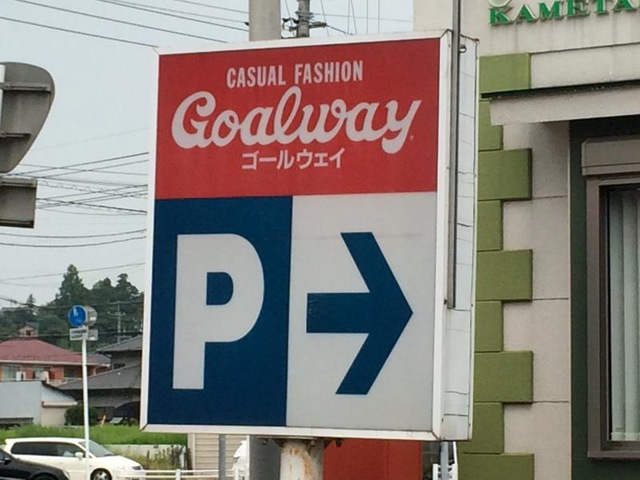 KAMETA
CASUAL FASHION
Goalway
ゴールウェイ
P